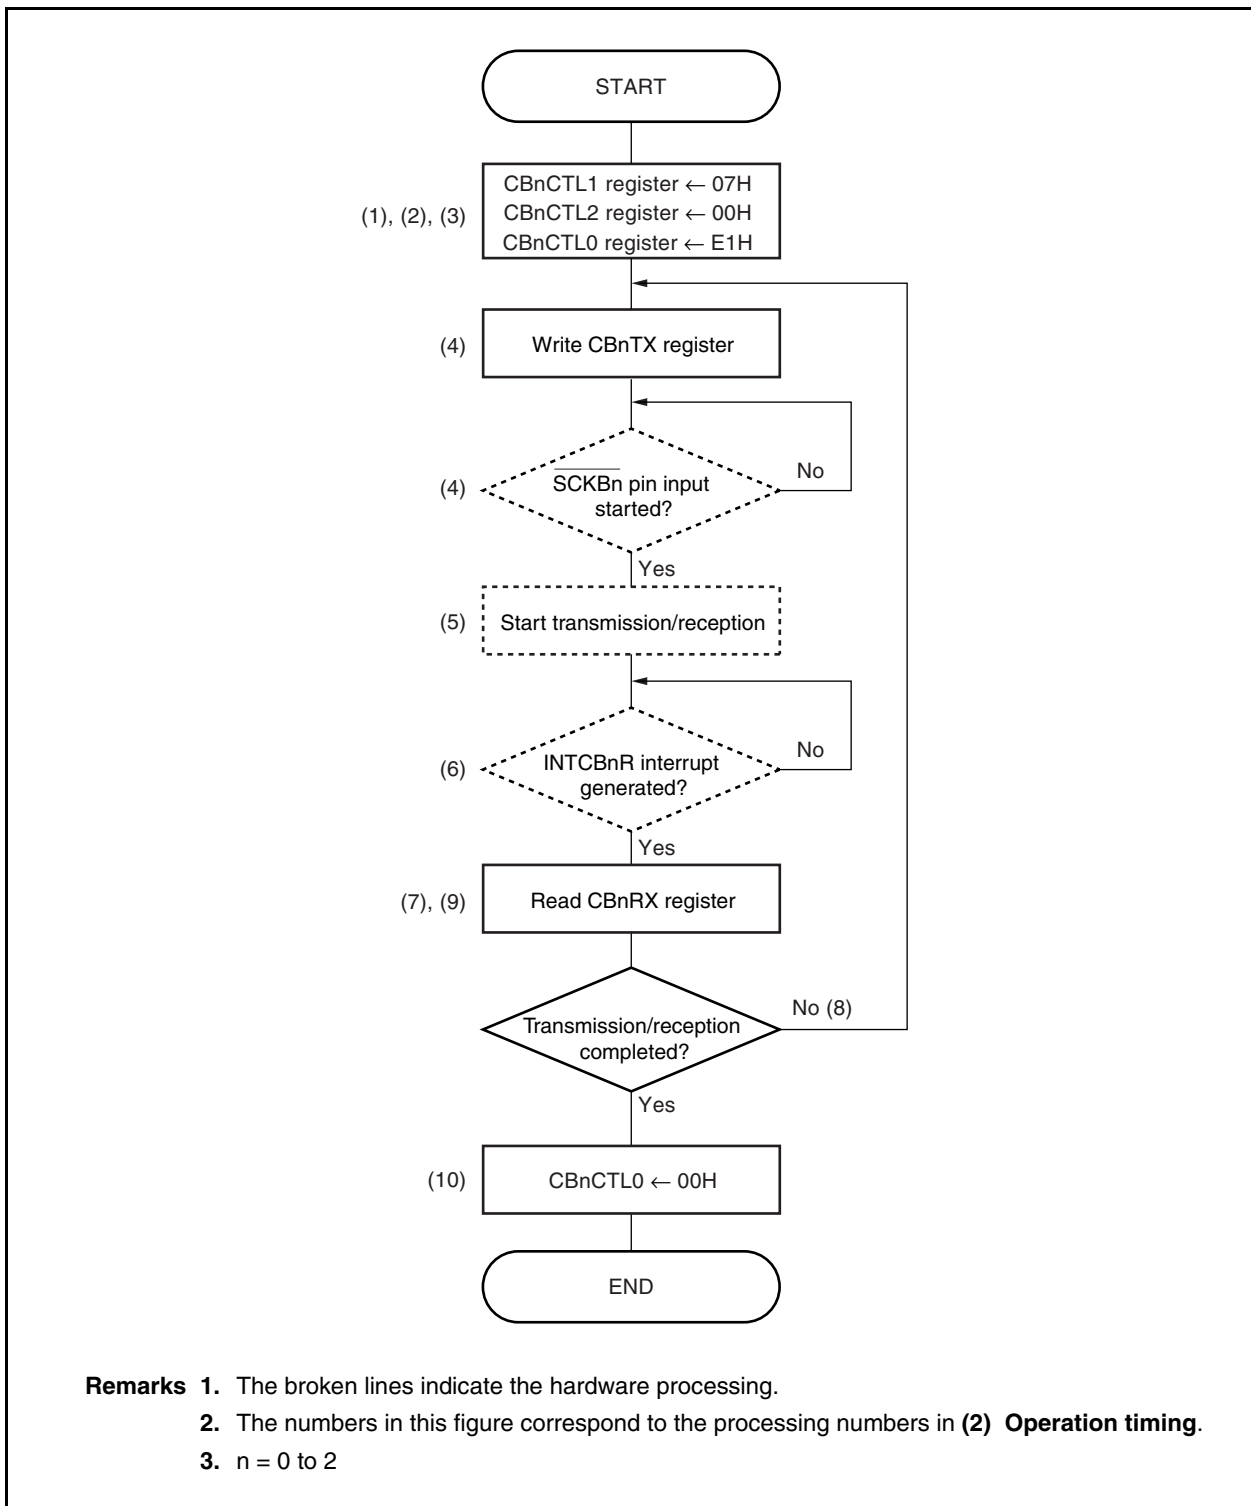 START
CBnCTL1 register ← 07H
(1), (2), (3)
CBnCTL2 register ← 00H
CBnCTL0 register ← E1H
(4)
Write CBnTX register
(4)
SCKBn pin input
started?
No
Yes
(5)
Start transmission/reception
(6)
INTCBnR interrupt
generated?
No
Yes
(7), (9)
Read CBnRX register
Transmission/reception
completed?
No (8)
Yes
(10)
CBnCTL0 ← 00H
END
Remarks 1. The broken lines indicate the hardware processing.
2. The numbers in this figure correspond to the processing numbers in (2) Operation timing.
3. n = 0 to 2